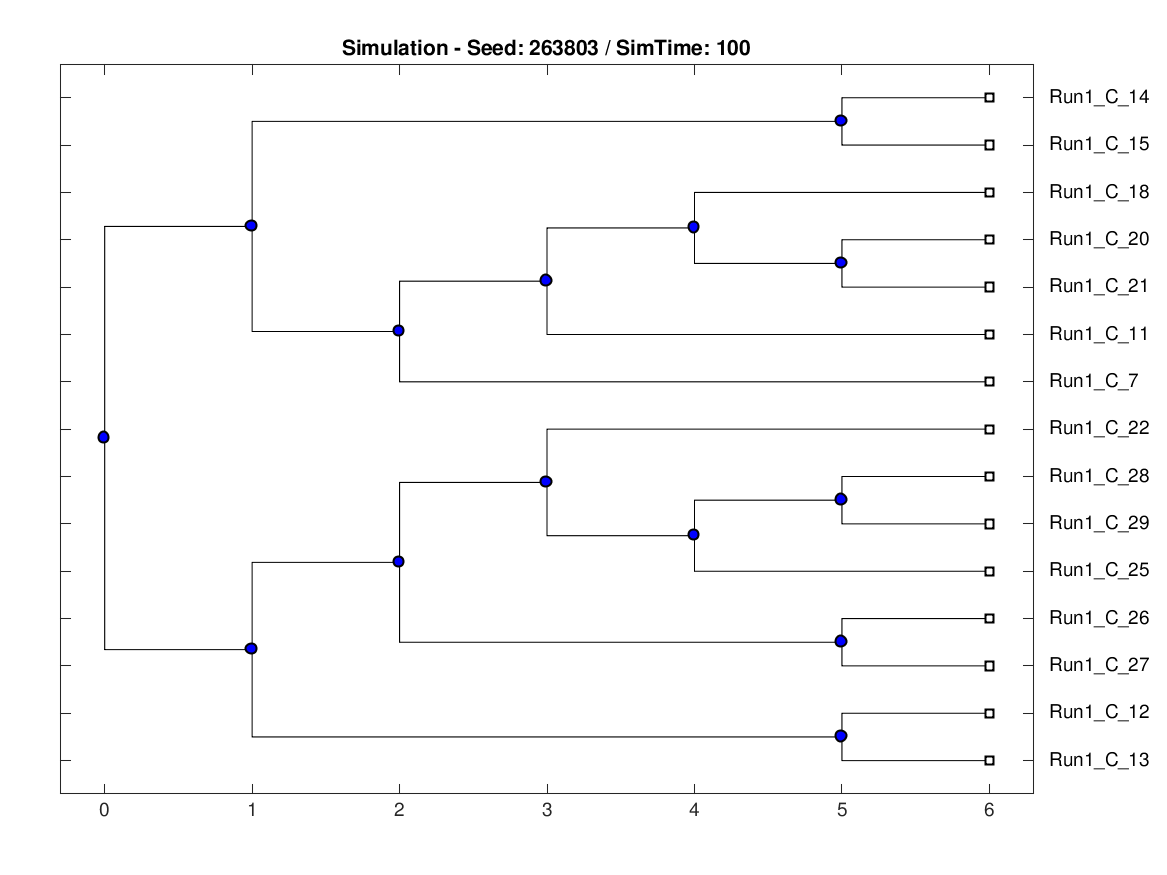 Simulation - Seed: 263803 / SimTime: 100
Run1_C_14
Run1_C_15
Run1_C_18
Run1_C_20
Run1_C_21
Run1_C_11
Run1_C_7
Run1_C_22
Run1_C_28
Run1_C_29
Run1_C_25
Run1_C_26
Run1_C_27
Run1_C_12
Run1_C_13
0 1 2 3 4 5 6